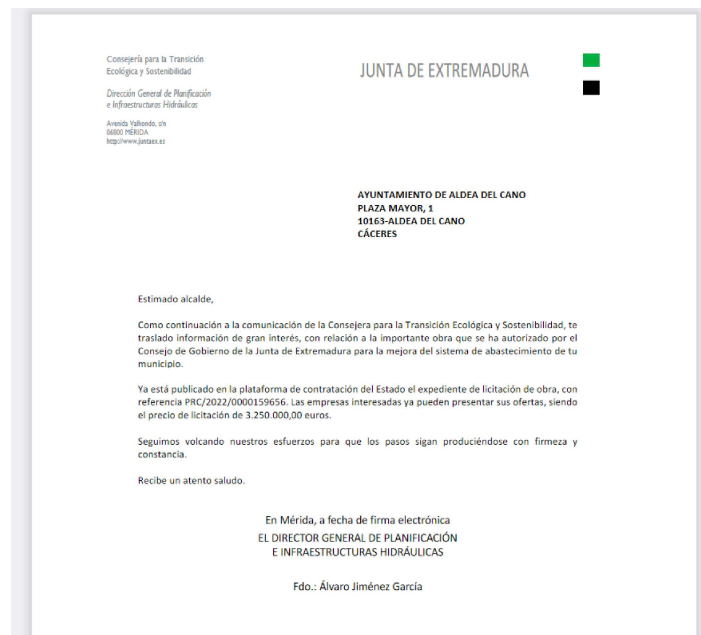 Consejería para la Transición
Ecológica y Sostenibilidad
JUNTA DE EXTREMADURA
Dirección General de Planificación
e Infraestructuras Hidráulicas
Avenida Valhondo, s/n
06800 MÉRIDA
http://www.juntaex.es
AYUNTAMIENTO DE ALDEA DEL CANO
PLAZA MAYOR, 1
10163-ALDEA DEL CANO
CÁCERES
Estimado alcalde,
Como continuación a la comunicación de la Consejera para la Transición Ecológica y Sostenibilidad, te
traslado información de gran interés, con relación a la importante obra que se ha autorizado por el
Consejo de Gobierno de la Junta de Extremadura para la mejora del sistema de abastecimiento de tu
municipio.
Ya está publicado en la plataforma de contratación del Estado el expediente de licitación de obra, con
referencia PRC/2022/0000159656. Las empresas interesadas ya pueden presentar sus ofertas, siendo
el precio de licitación de 3.250.000,00 euros.
Seguimos volcando nuestros esfuerzos para que los pasos sigan produciéndose con firmeza y
constancia.
Recibe un atento saludo.
En Mérida, a fecha de firma electrónica
EL DIRECTOR GENERAL DE PLANIFICACIÓN
E INFRAESTRUCTURAS HIDRÁULICAS
Fdo.: Álvaro Jiménez García